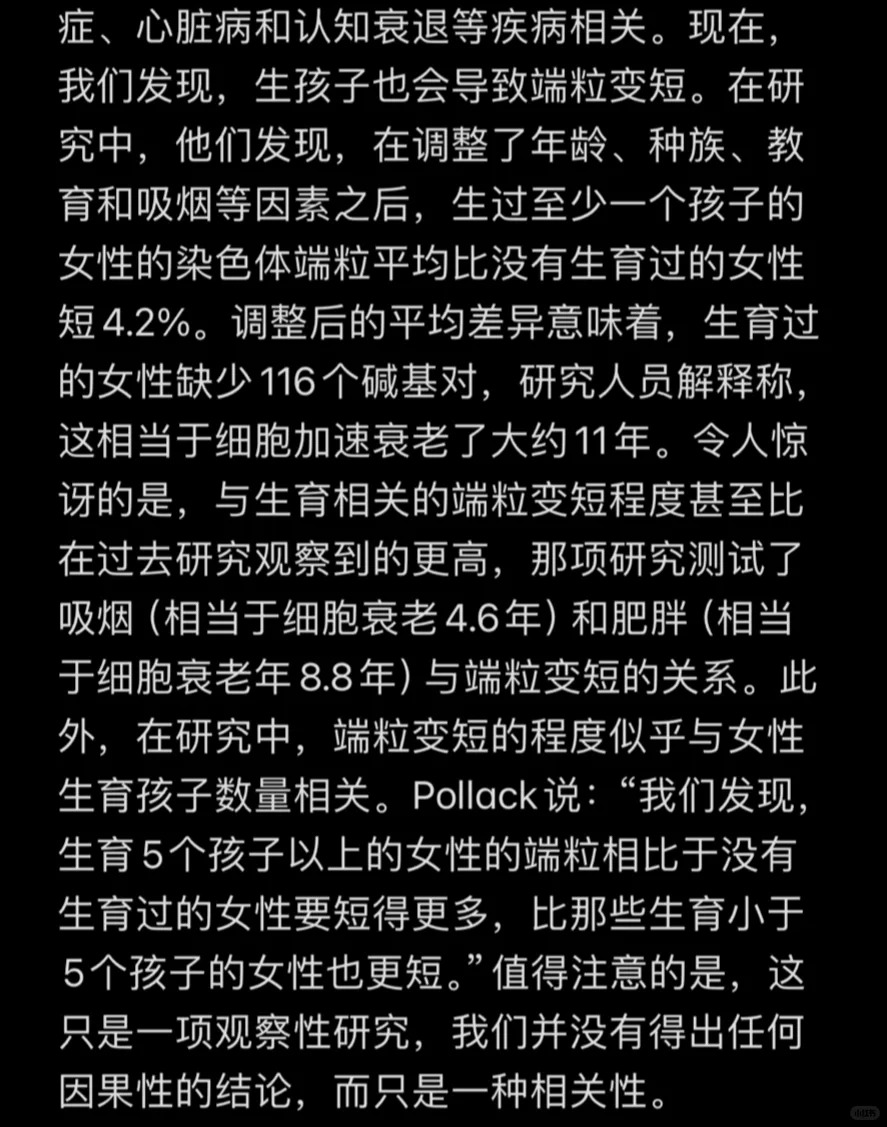 症、心脏病和认知衰退等疾病相关。现在，
我们发现，生孩子也会导致端粒变短。在研
究中，他们发现，在调整了年龄、种族、教
育和吸烟等因素之后，生过至少一个孩子的
女性的染色体端粒平均比没有生育过的女性
短4.2%。调整后的平均差异意味着，生育过
的女性缺少116个碱基对，研究人员解释称，
这相当于细胞加速衰老了大约11年。令人惊
讶的是，与生育相关的端粒变短程度甚至比
在过去研究观察到的更高，那项研究测试了
吸烟（相当于细胞衰老4.6年）和肥胖（相当
于细胞衰老年8.8年）与端粒变短的关系。此
外，在研究中，端粒变短的程度似乎与女性
生育孩子数量相关。Pollack说：“我们发现，
生育5个孩子以上的女性的端粒相比于没有
生育过的女性要短得更多，比那些生育小于
5个孩子的女性也更短。”值得注意的是，这
只是一项观察性研究，我们并没有得出任何
因果性的结论，而只是一种相关性。
小红书